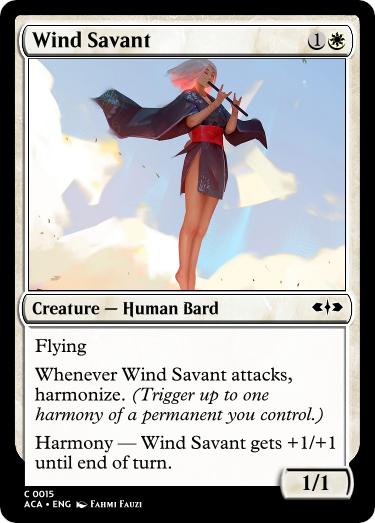 Wind Savant 1
Creature — Human Bard
Flying
Whenever Wind Savant attacks,
harmonize. (Trigger up to one
harmony of a permanent you control.)
Harmony — Wind Savant gets +1/+1
until end of turn.
1/1
C 0015
ACA • ENG Fahmi Fauzi